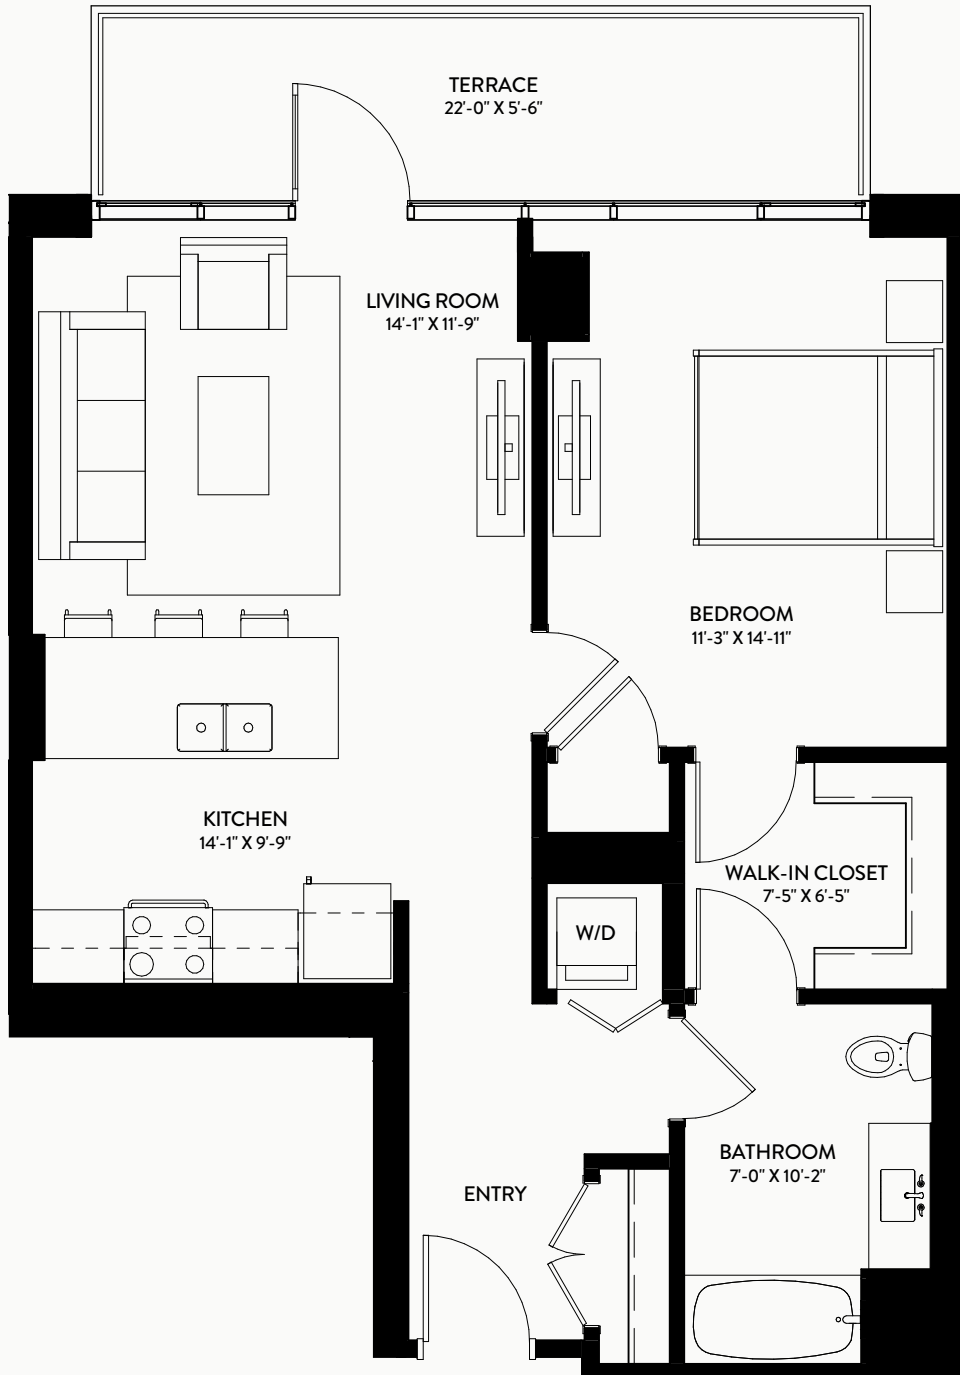 TERRACE
22'-0" X 5'-6"
LIVING ROOM
14'-1" X 11'-9"
BEDROOM
11'-3" X 14'-11"
KITCHEN
14'-1" X 9'-9"
WALK-IN CLOSET
7'-5" X 6'-5"
W/D
BATHROOM
7'-0" X 10'-2"
ENTRY